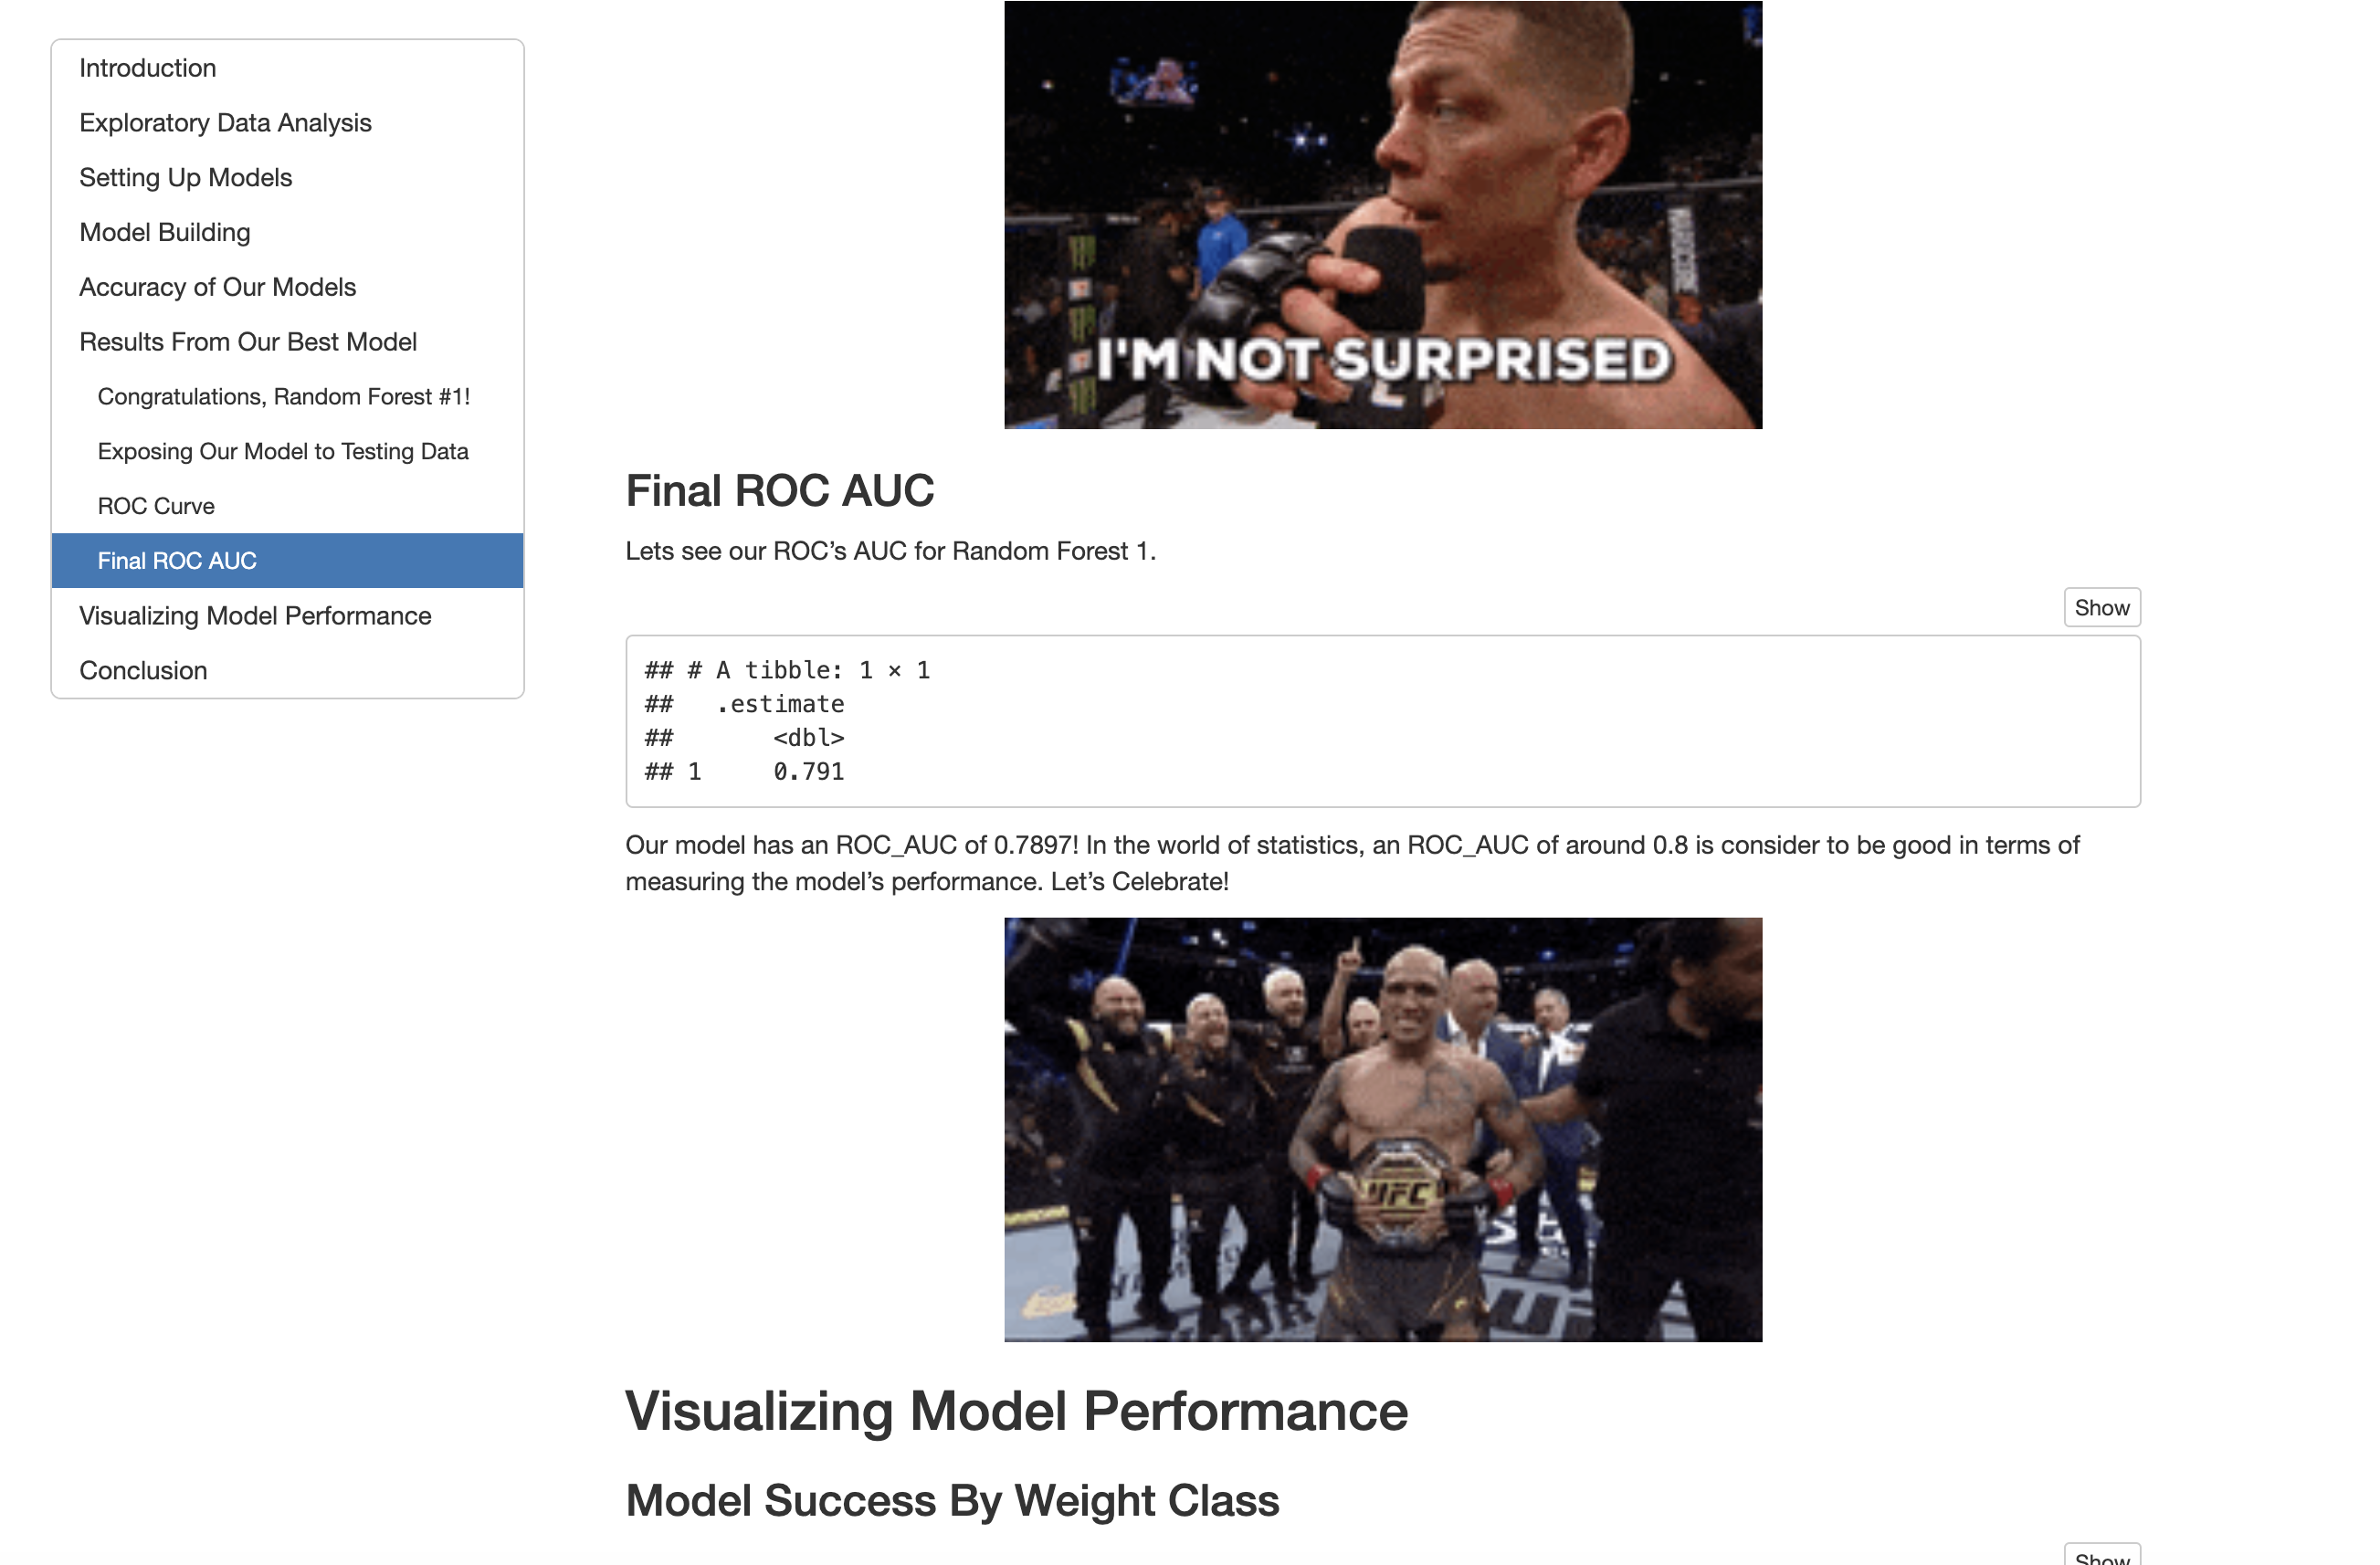 Introduction
Exploratory Data Analysis
Setting Up Models
Model Building
Accuracy of Our Models
Results From Our Best Model
Congratulations, Random Forest #1!
Exposing Our Model to Testing Data
ROC Curve
Final ROC AUC
Visualizing Model Performance
Conclusion
I'M NOT SURPRISED
Final ROC AUC
Lets see our ROC’s AUC for Random Forest 1.
Show
## # A tibble: 1 × 1
##   .estimate
##       <dbl>
## 1     0.791
Our model has an ROC_AUC of 0.7897! In the world of statistics, an ROC_AUC of around 0.8 is consider to be good in terms of
measuring the model’s performance. Let’s Celebrate!
UFC
Visualizing Model Performance
Model Success By Weight Class
Show